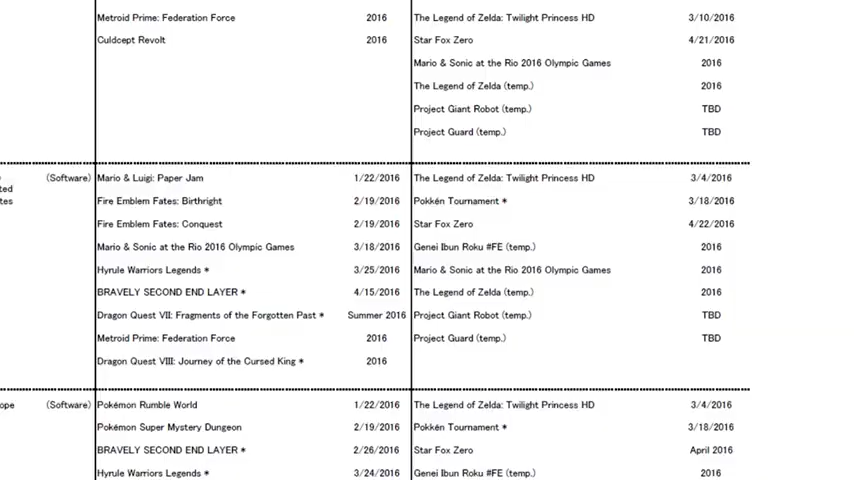 Metroid Prime: Federation Force 2016 The Legend of Zelda: Twilight Princess HD 3/10/2016
Culdcept Revolt 2016 Star Fox Zero 4/21/2016
Mario & Sonic at the Rio 2016 Olympic Games 2016
The Legend of Zelda (temp.) 2016
Project Giant Robot (temp.) TBD
Project Guard (temp.) TBD
(Software) Mario & Luigi: Paper Jam 1/22/2016 The Legend of Zelda: Twilight Princess HD 3/4/2016
ted
tes Fire Emblem Fates: Birthright 2/19/2016 Pokkén Tournament * 3/18/2016
Fire Emblem Fates: Conquest 2/19/2016 Star Fox Zero 4/22/2016
Mario & Sonic at the Rio 2016 Olympic Games 3/18/2016 Genei Ibun Roku #FE (temp.) 2016
Hyrule Warriors Legends * 3/25/2016 Mario & Sonic at the Rio 2016 Olympic Games 2016
BRAVELY SECOND END LAYER * 4/15/2016 The Legend of Zelda (temp.) 2016
Dragon Quest VII: Fragments of the Forgotten Past * Summer 2016 Project Giant Robot (temp.) TBD
Metroid Prime: Federation Force 2016 Project Guard (temp.) TBD
Dragon Quest VIII: Journey of the Cursed King * 2016
ope (Software) Pokémon Rumble World 1/22/2016 The Legend of Zelda: Twilight Princess HD 3/4/2016
Pokémon Super Mystery Dungeon 2/19/2016 Pokkén Tournament * 3/18/2016
BRAVELY SECOND END LAYER * 2/26/2016 Star Fox Zero April 2016
Hyrule Warriors Legends * 3/24/2016 Genei Ibun Roku #FE (temp.) 2016